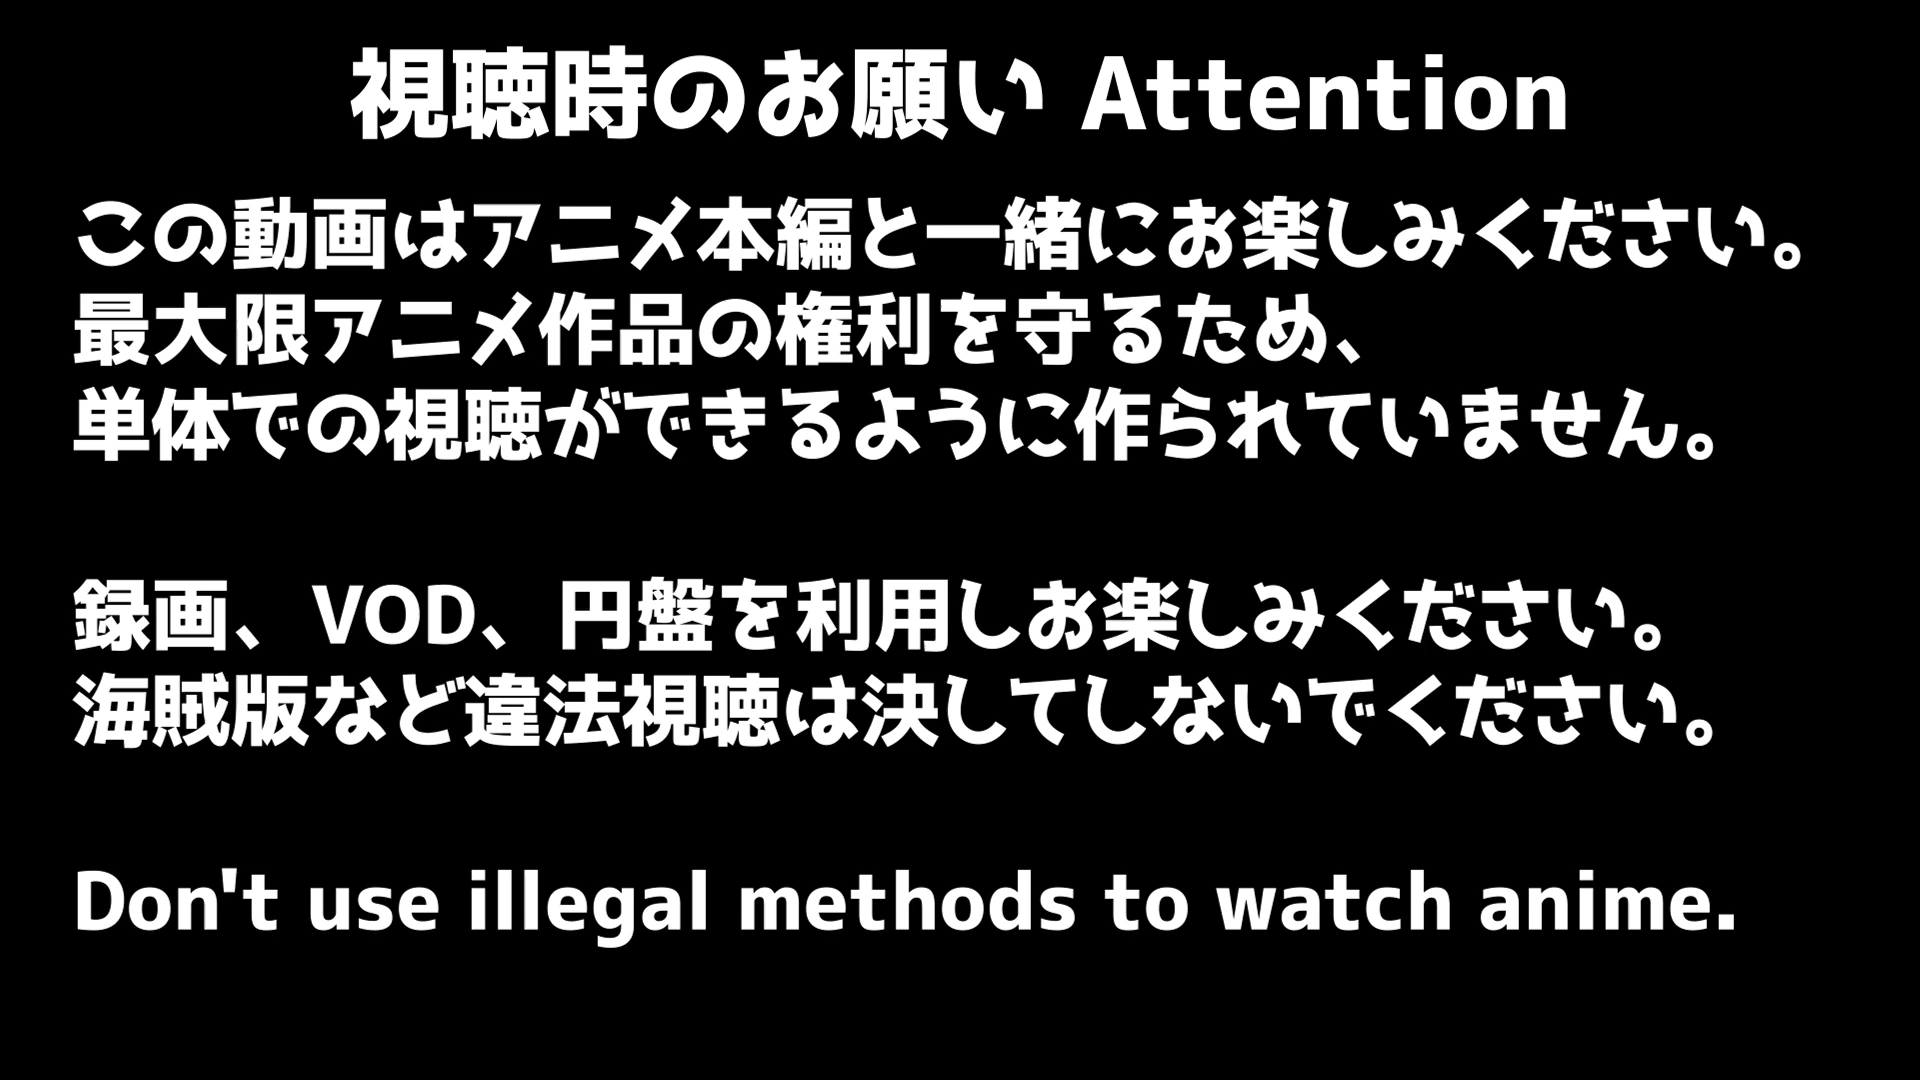 視聴時のお願い Attention
この動画はアニメ本編と一緒にお楽しみください。
最大限アニメ作品の権利を守るため、
単体での視聴ができるように作られていません。
録画、VOD、円盤を利用しお楽しみください。
海賊版など違法視聴は決してしないでください。
Don't use illegal methods to watch anime.